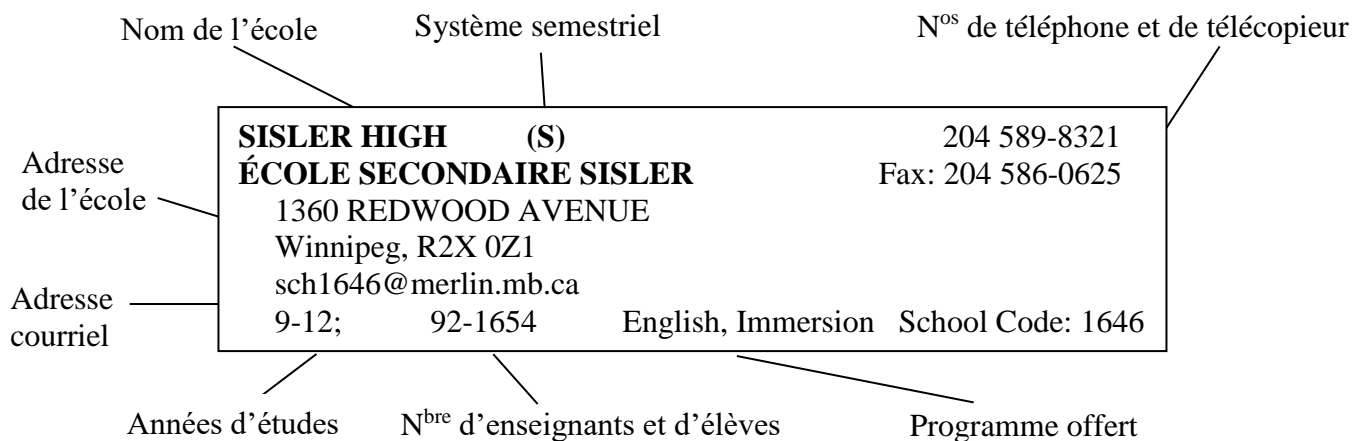 Nom de l’école Système semestriel Nos de téléphone et de télécopieur
SISLER HIGH (S) 204 589-8321
Adresse
de l’école
ÉCOLE SECONDAIRE SISLER Fax: 204 586-0625
1360 REDWOOD AVENUE
Winnipeg, R2X 0Z1
sch1646@merlin.mb.ca
Adresse
courriel
9-12; 92-1654 English, Immersion School Code: 1646
Années d’études Nbre d’enseignants et d’élèves Programme offert